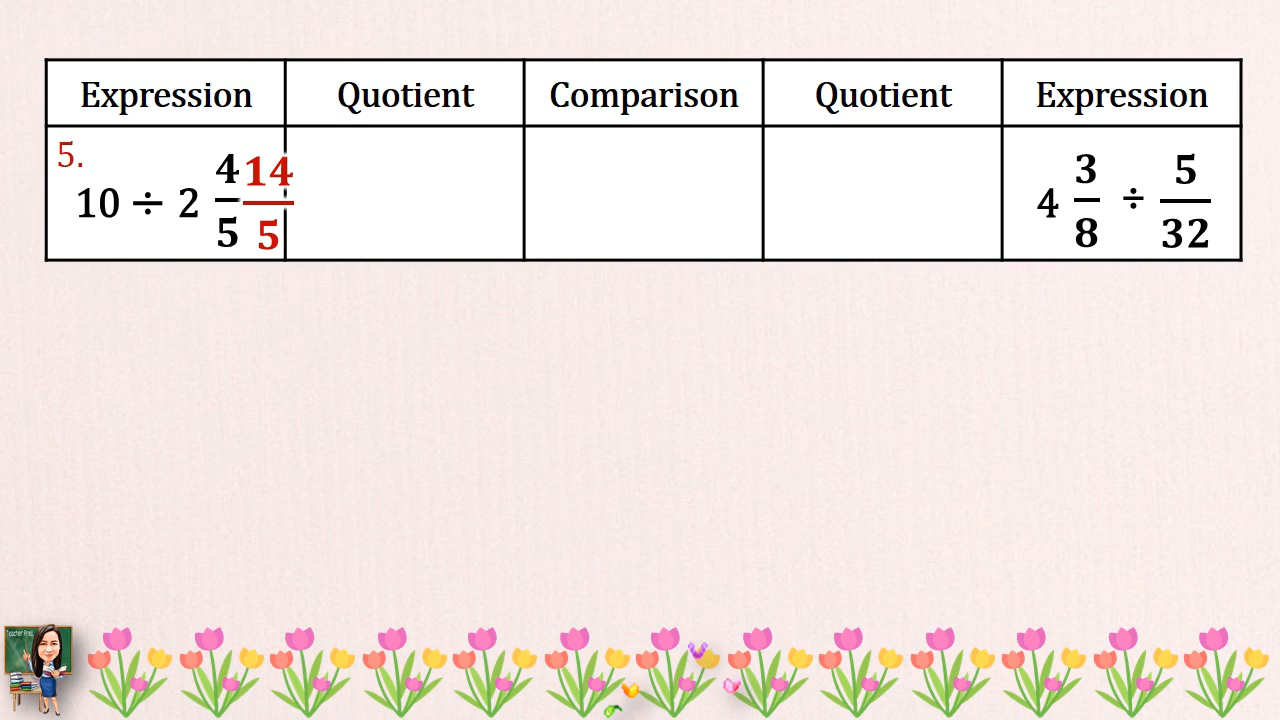 Expression Quotient Comparison Quotient Expression
5.
10 ÷ 2 4/5 14/5
4 3/8 ÷ 5/32